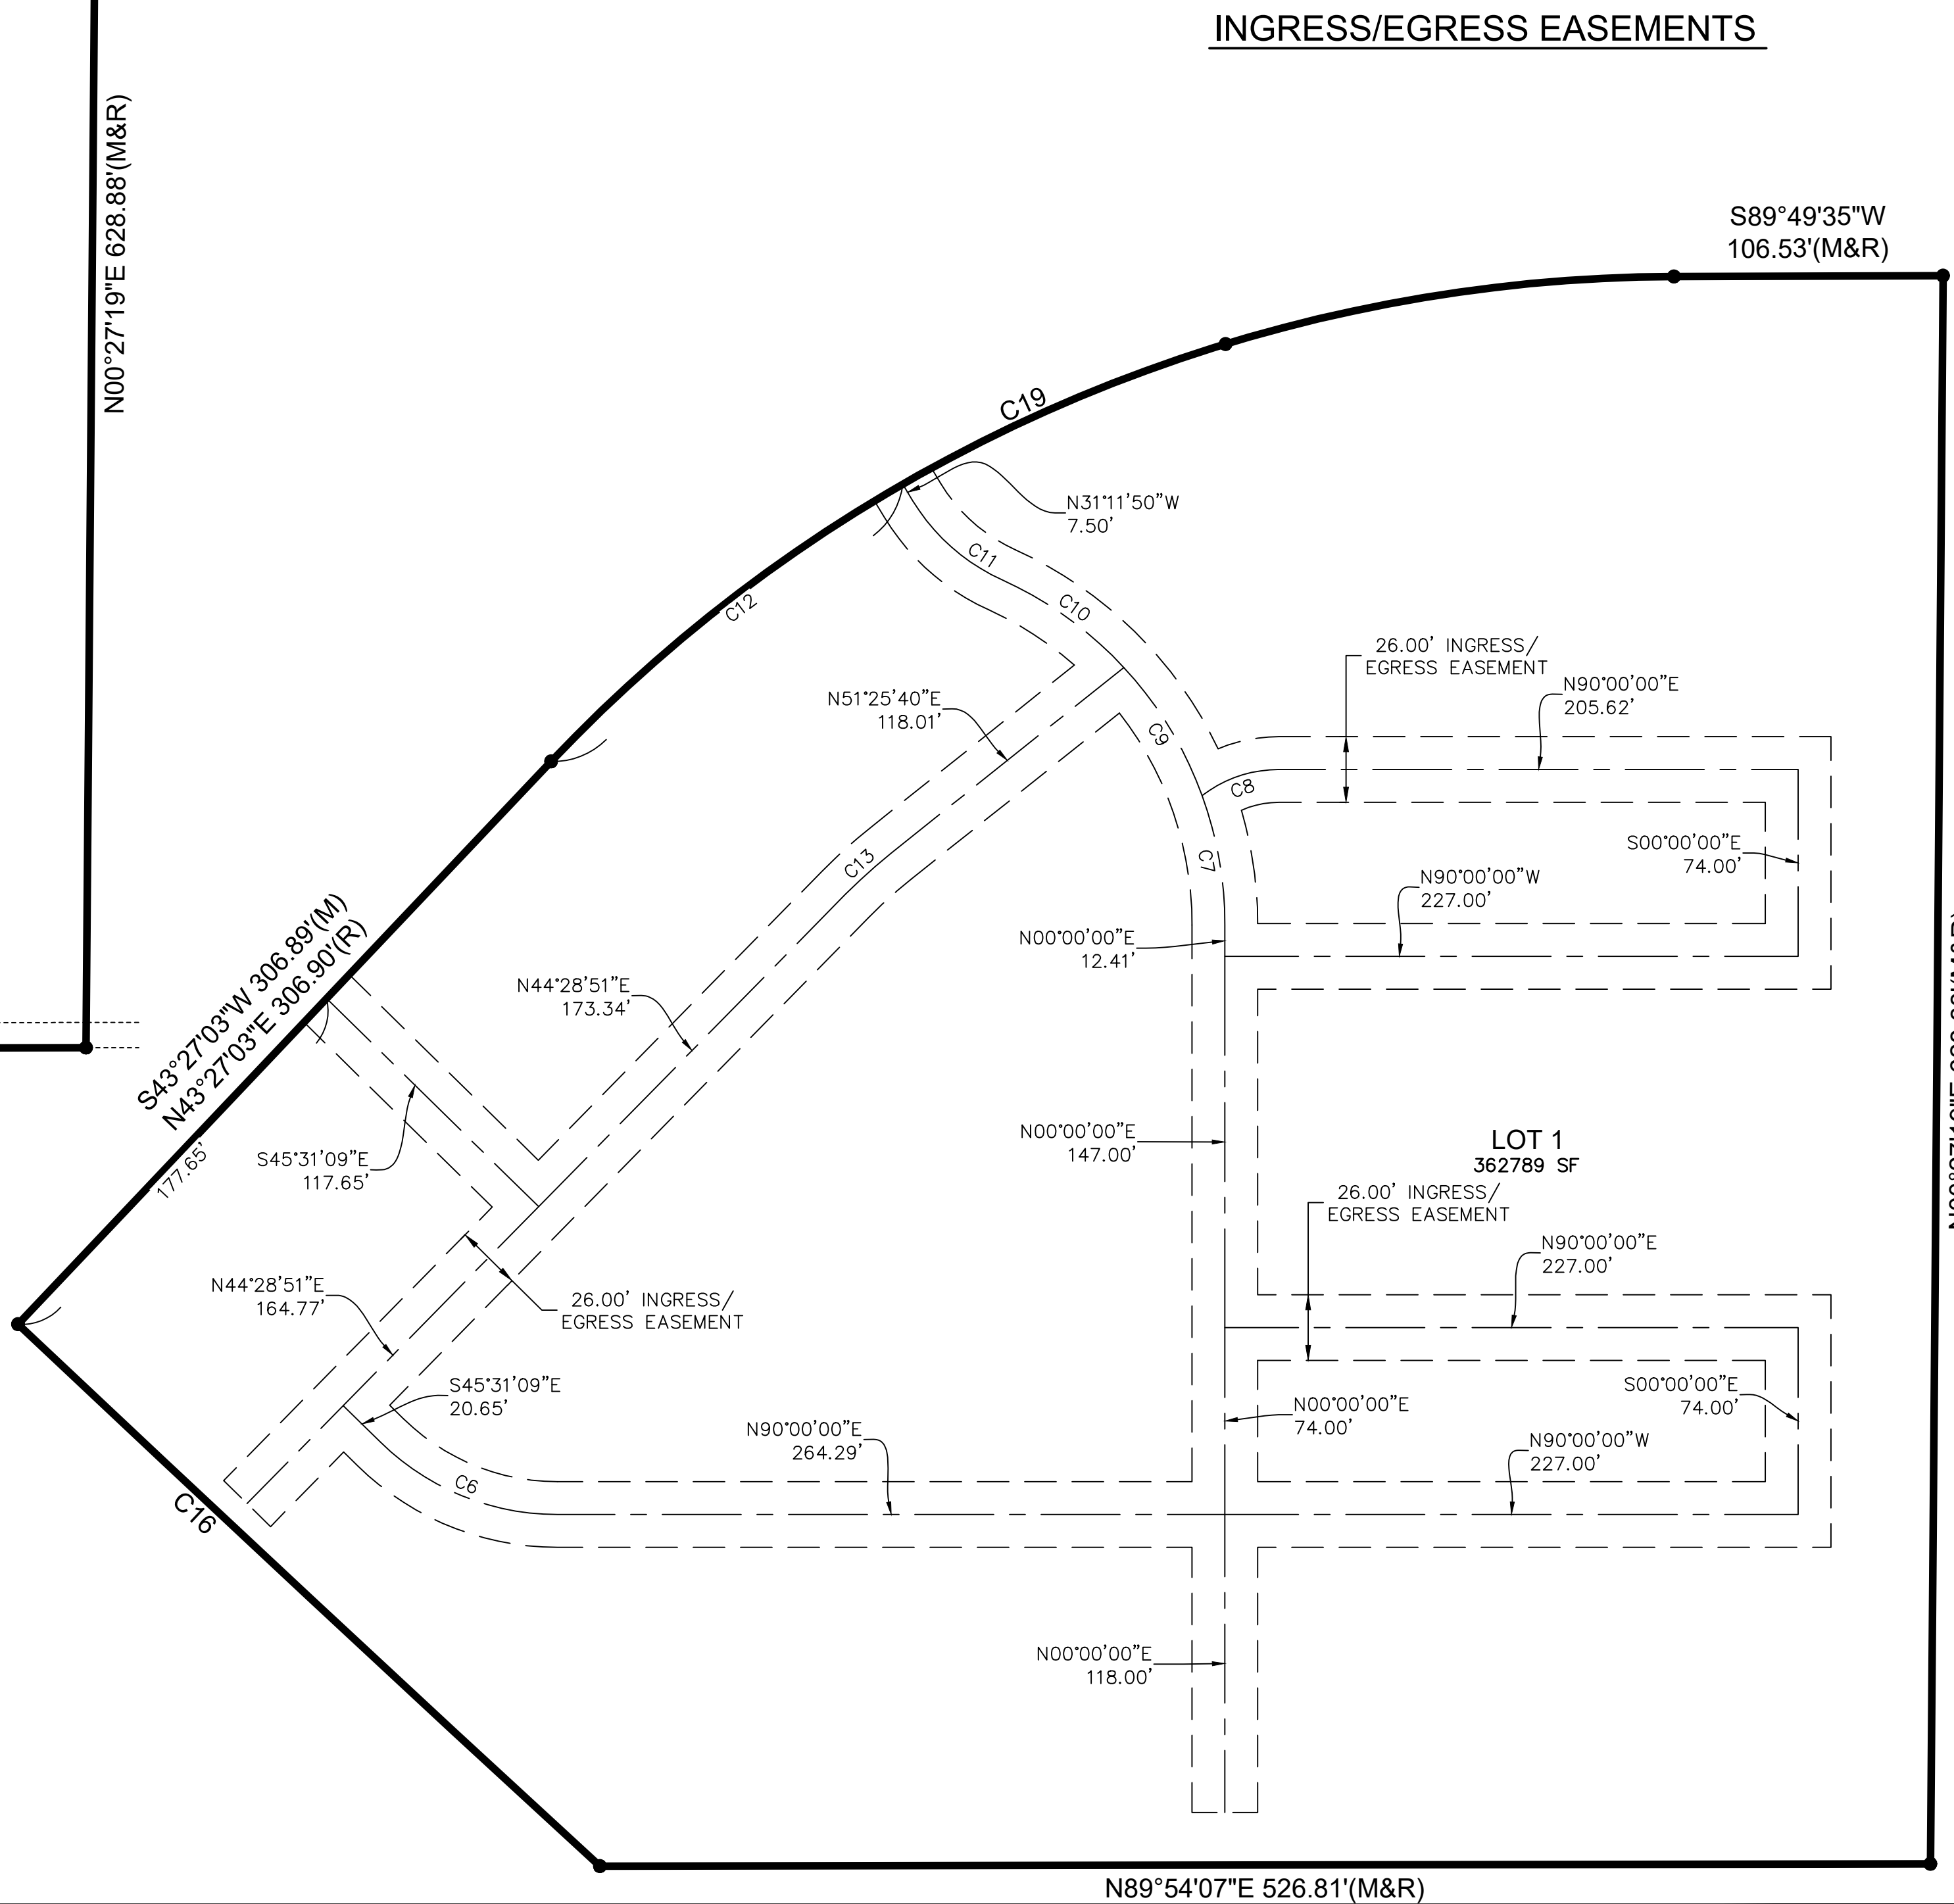 INGRESS/EGRESS EASEMENTS
N00°27'19"E 628.88'(M&R)
S89°49'35"W
106.53'(M&R)
C19
N31°11'50"W
7.50'
C11
C10
C12
26.00' INGRESS/
EGRESS EASEMENT
N90°00'00"E
205.62'
N51°25'40"E
118.01'
C9
C8
C13
C7
S00°00'00"E
74.00'
N90°00'00"W
227.00'
S43°27'03"W 306.89'(M)
N43°27'03"E 306.90'(R)
N00°00'00"E
12.41'
N44°28'51"E
173.34'
N00°00'00"E
147.00'
LOT 1
362789 SF
S45°31'09"E
117.65'
177.65'
26.00' INGRESS/
EGRESS EASEMENT
N90°00'00"E
227.00'
N44°28'51"E
164.77'
26.00' INGRESS/
EGRESS EASEMENT
S45°31'09"E
20.65'
N00°00'00"E
74.00'
S00°00'00"E
74.00'
N90°00'00"E
264.29'
N90°00'00"W
227.00'
C6
C16
N00°00'00"E
118.00'
N89°54'07"E 526.81'(M&R)